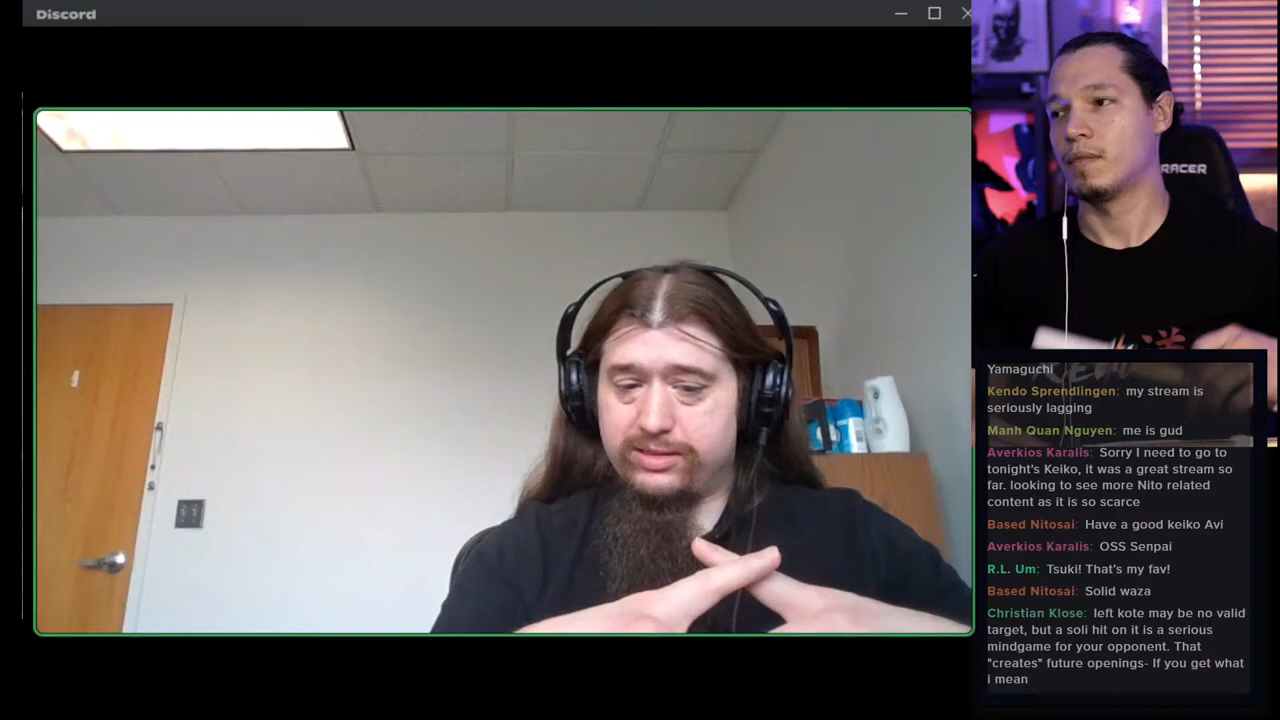 Discord
RACER
道
Yamaguchi
Kendo Sprendlingen: my stream is
seriously lagging
Manh Quan Nguyen: me is gud
Averkios Karalis: Sorry I need to go to
tonight's Keiko, it was a great stream so
far. looking to see more Nito related
content as it is so scarce
Based Nitosai: Have a good keiko Avi
Averkios Karalis: OSS Senpai
R.L. Um: Tsuki! That's my fav!
Based Nitosai: Solid waza
Christian Klose: left kote may be no valid
target, but a soli hit on it is a serious
mindgame for your opponent. That
"creates" future openings- If you get what
i mean